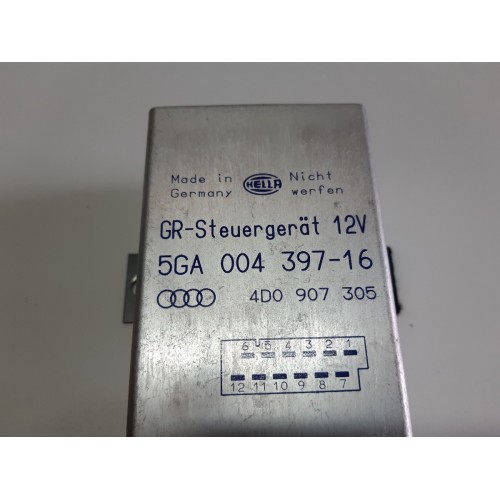 Made in HELLA Nicht
Germany werfen
GR-Steuergerät 12V
5GA 004 397-16
4D0 907 305
6 5 4 3 2 1
12 11 10 9 8 7